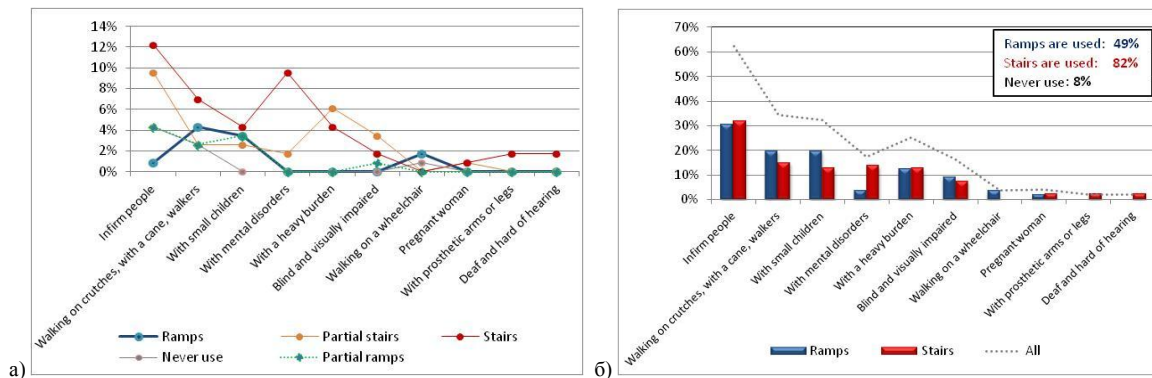 14%
12%
10%
8%
6%
4%
2%
0%
Infirm people
Walking on crutches, with a cane, walkers
With small children
With mental disorders
With a heavy burden
Blind and visually impaired
Walking on a wheelchair
Pregnant woman
With prosthetic arms or legs
Deaf and hard of hearing
Ramps
Partial stairs
Stairs
Never use
Partial ramps
а)
70%
60%
50%
40%
30%
20%
10%
0%
Ramps are used: 49%
Stairs are used: 82%
Never use: 8%
Infirm people
Walking on crutches, with a cane, walkers
With small children
With mental disorders
With a heavy burden
Blind and visually impaired
Walking on a wheelchair
Pregnant woman
With prosthetic arms or legs
Deaf and hard of hearing
Ramps
Stairs
All
б)